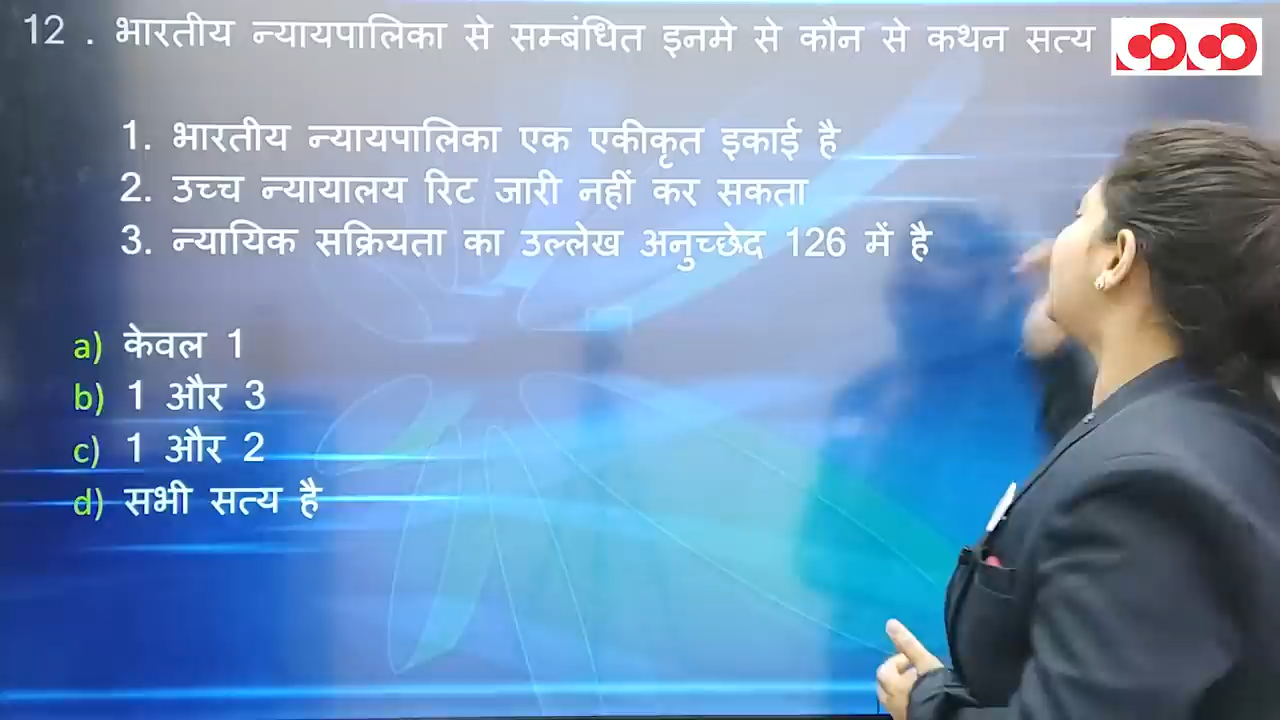 12 . भारतीय न्यायपालिका से सम्बंधित इनमे से कौन से कथन सत्य
1. भारतीय न्यायपालिका एक एकीकृत इकाई है
2. उच्च न्यायालय रिट जारी नहीं कर सकता
3. न्यायिक सक्रियता का उल्लेख अनुच्छेद 126 में है
a) केवल 1
b) 1 और 3
c) 1 और 2
d) सभी सत्य है